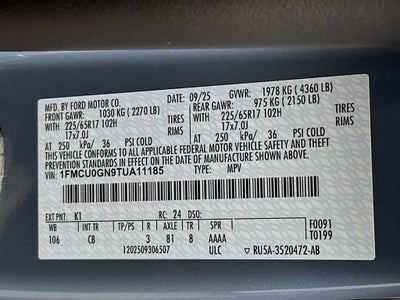 MFD. BY FORD MOTOR CO. 09/25 GVWR: 1978 KG ( 4360 LB)
FRONT GAWR: 1030 KG ( 2270 LB) REAR GAWR: 975 KG ( 2150 LB)
225/65R17 102H TIRES 225/65R17 102H TIRES
17x7.0J RIMS 17x7.0J RIMS
AT 250 kPa/ 36 PSI COLD AT 250 kPa/ 36 PSI COLD
THIS VEHICLE CONFORMS TO ALL APPLICABLE FEDERAL MOTOR VEHICLE SAFETY
AND THEFT PREVENTION STANDARDS IN EFFECT ON THE DATE OF MANUFACTURE
SHOWN ABOVE.
VIN: 1FMCU0GN9TUA11185 TYPE: MPV
EXT PNT: K1 RC: 24 DSO: F0091
WB BRK INT TR TP/PS R AXLE TR SPR T0199
106 CB 3 81 8 AAAA
1202509306507 ULC RU5A-3520472-AB